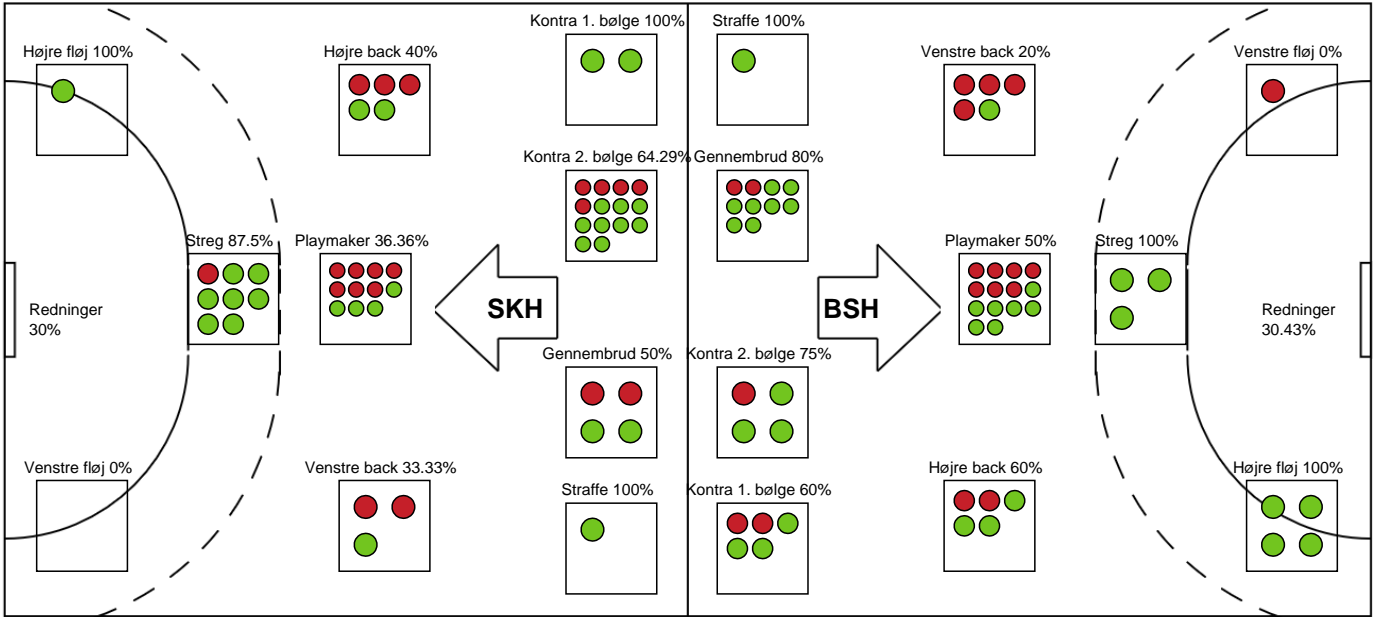 Kontra 1. bølge 100%
Straffe 100%
Højre fløj 100%
Højre back 40%
Venstre back 20%
Venstre fløj 0%
Kontra 2. bølge 64.29%
Gennembrud 80%
Streg 87.5%
Playmaker 36.36%
Playmaker 50%
Streg 100%
Redninger
30%
SKH
BSH
Redninger
30.43%
Gennembrud 50%
Kontra 2. bølge 75%
Venstre fløj 0%
Venstre back 33.33%
Højre back 60%
Højre fløj 100%
Straffe 100%
Kontra 1. bølge 60%